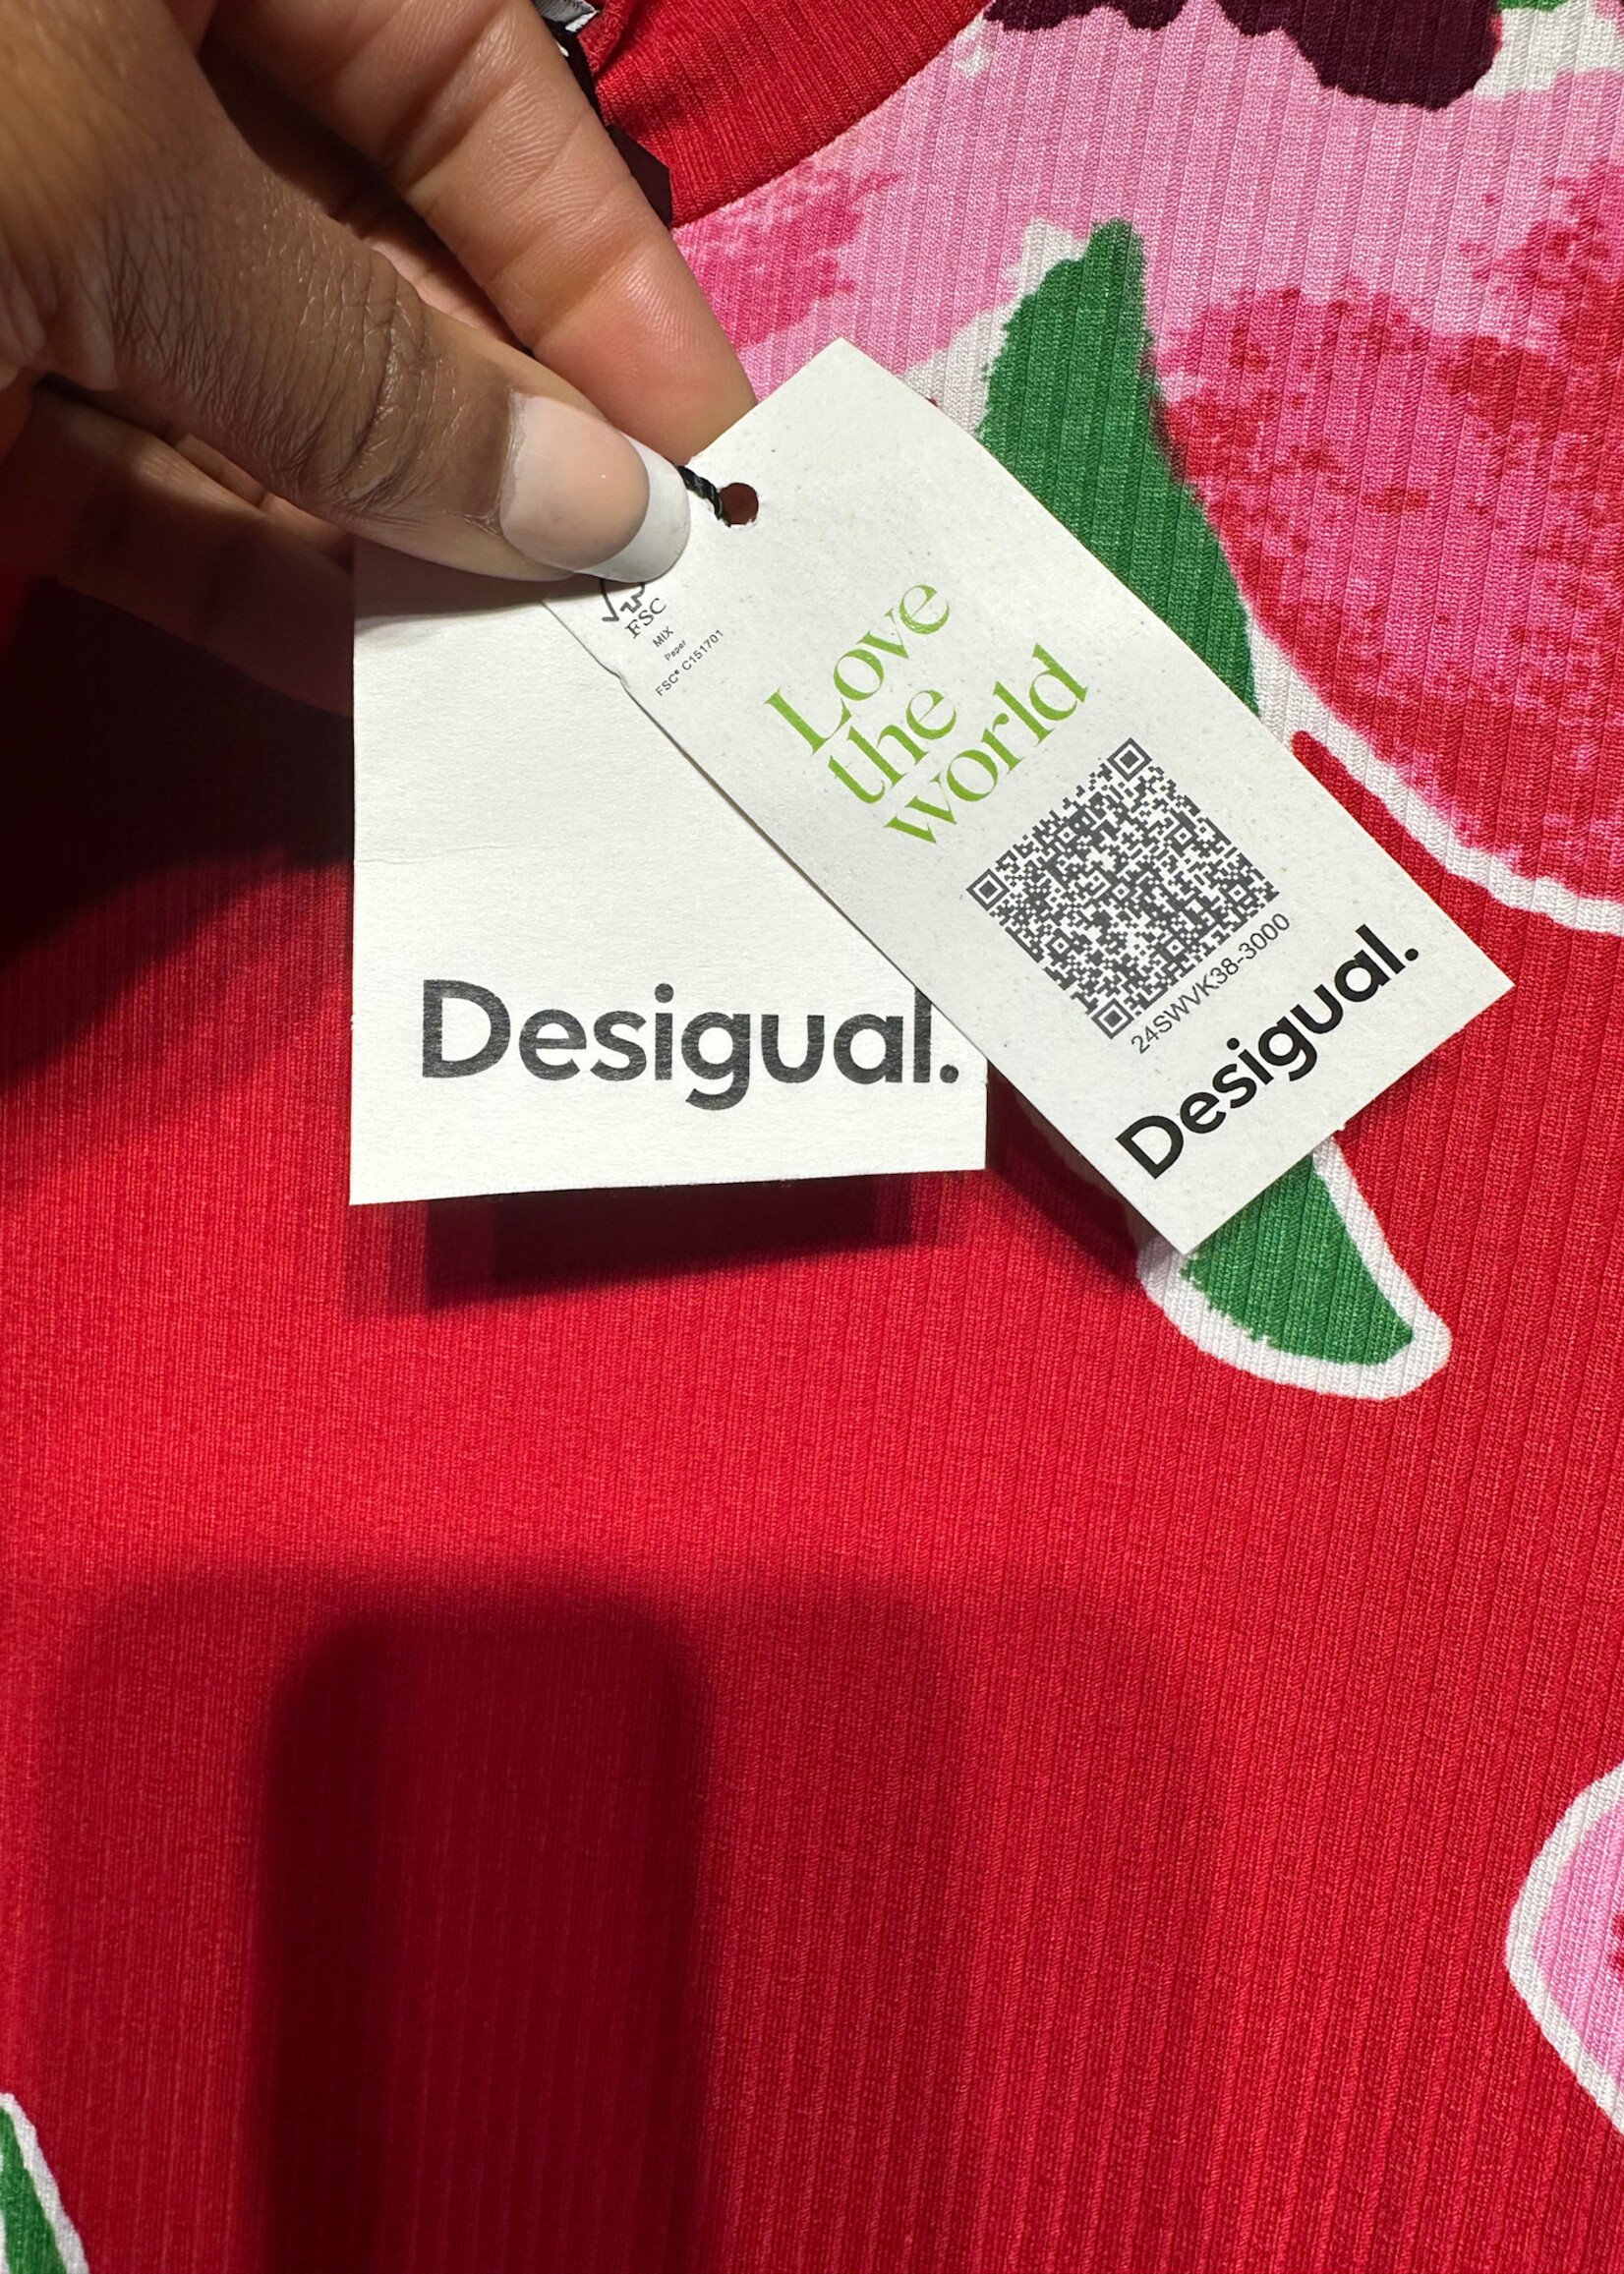 FSC
MIX
Paper
FSC® C151701
Love
the
world
24SWVK38-3000
Desigual.
Desigual.